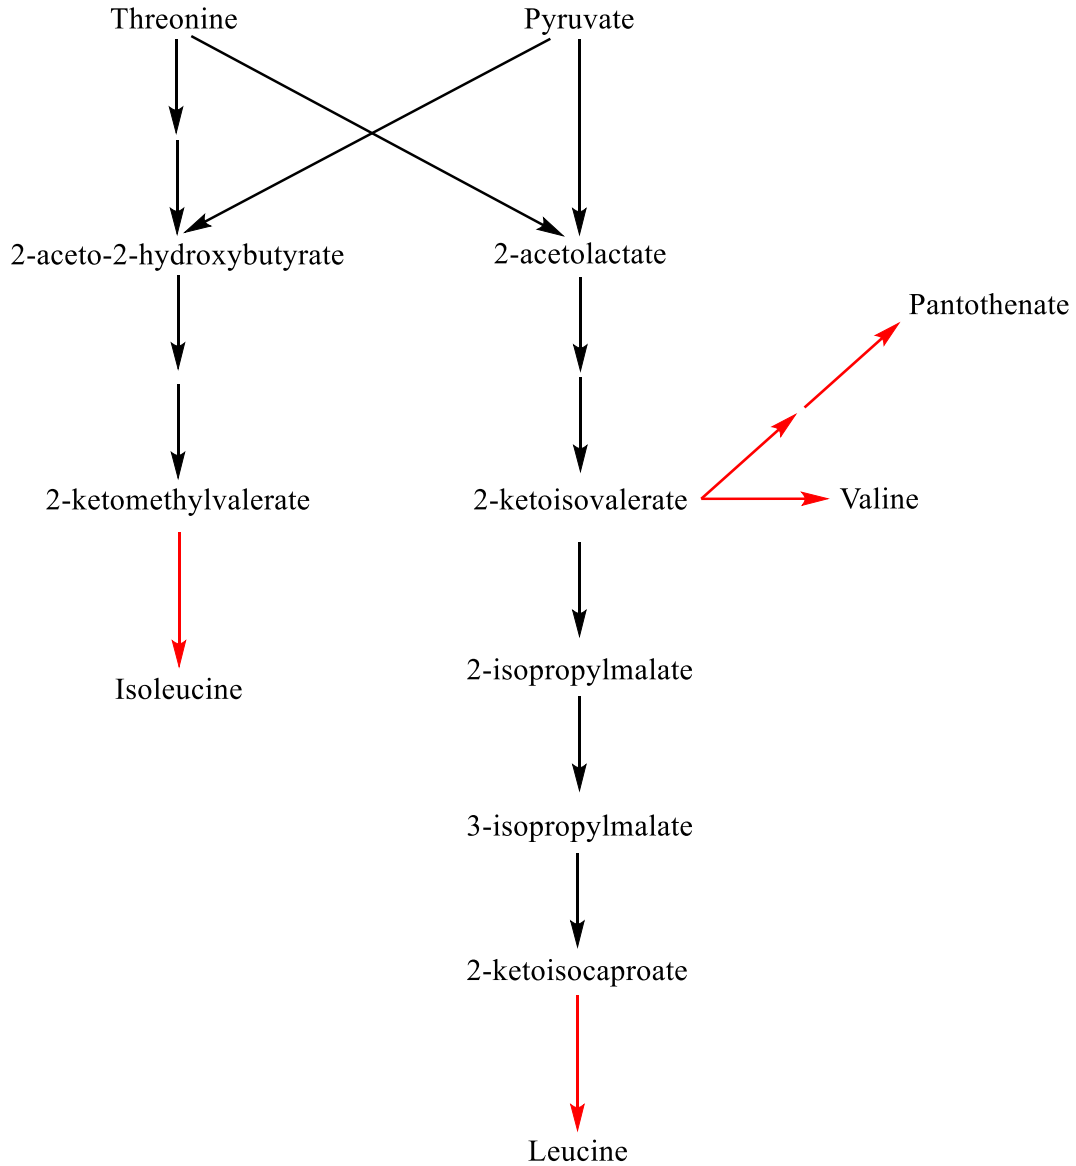 Threonine
Pyruvate
2-aceto-2-hydroxybutyrate
2-acetolactate
Pantothenate
2-ketomethylvalerate
2-ketoisovalerate
Valine
2-isopropylmalate
Isoleucine
3-isopropylmalate
2-ketoisocaproate
Leucine